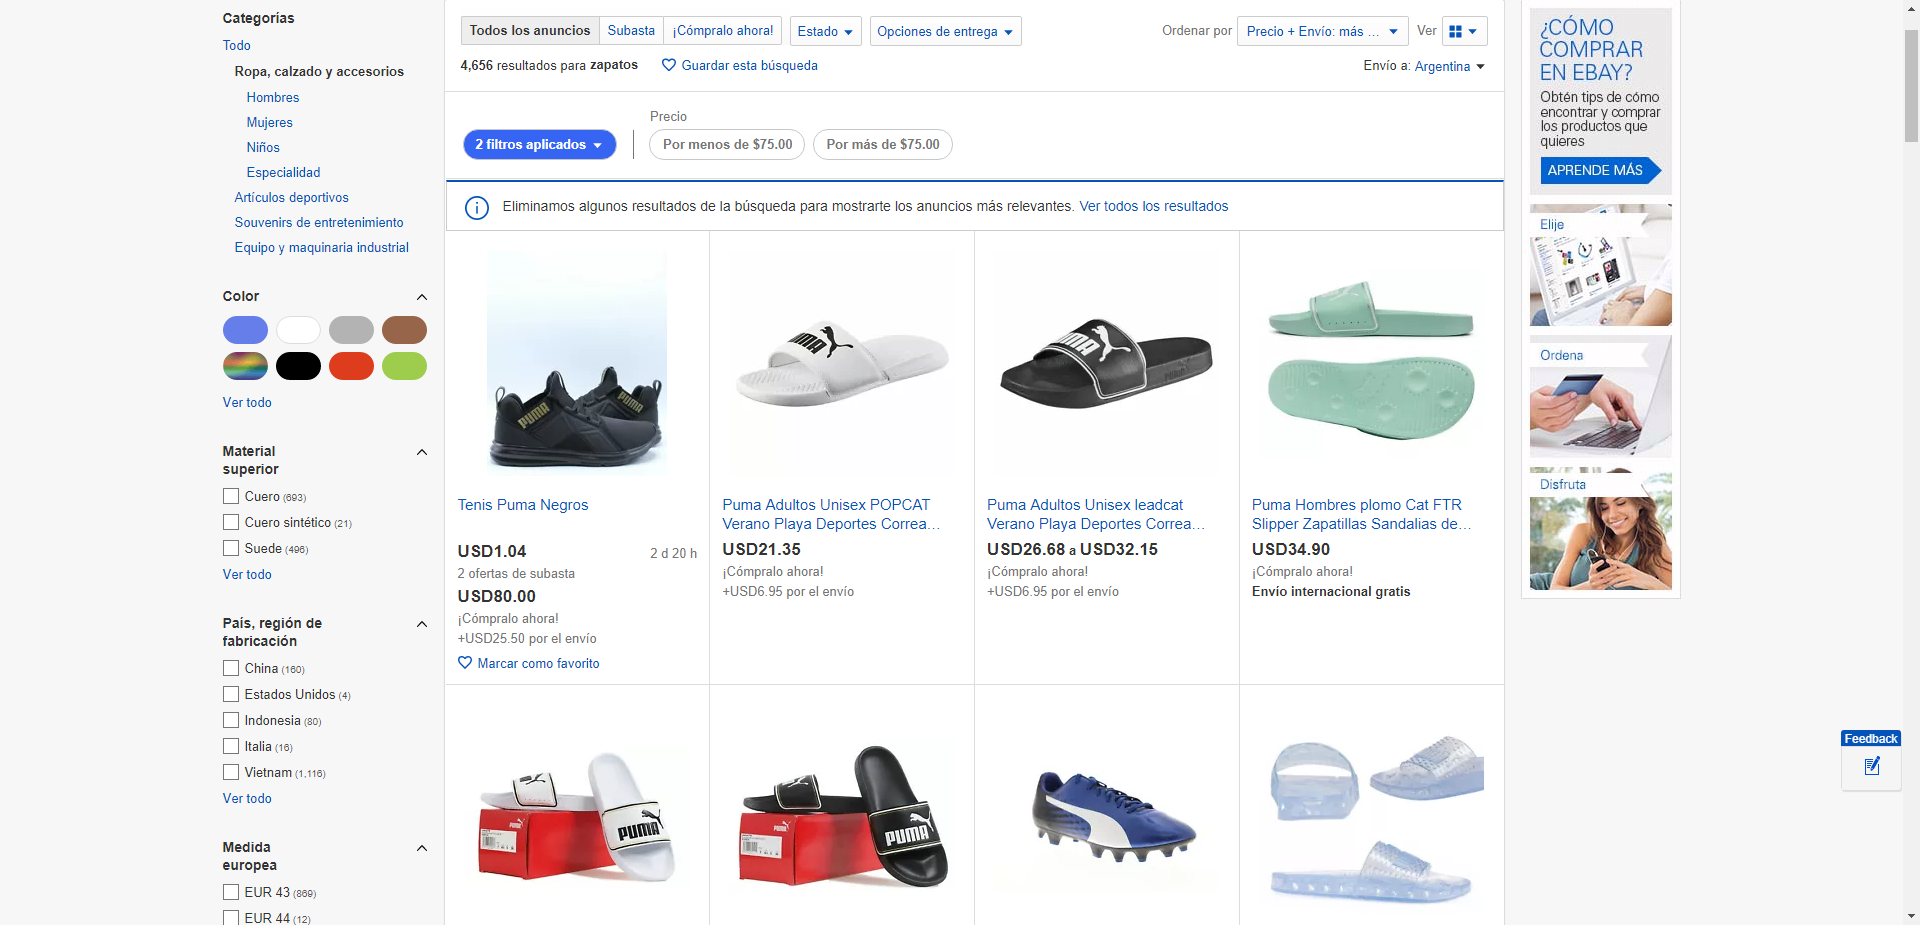 Categorías
Todo
Ropa, calzado y accesorios
Hombres
Mujeres
Niños
Especialidad
Artículos deportivos
Souvenirs de entretenimiento
Equipo y maquinaria industrial
Color
Ver todo
Material
superior
Cuero (693)
Cuero sintético (21)
Suede (496)
Ver todo
País, región de
fabricación
China (160)
Estados Unidos (4)
Indonesia (80)
Italia (16)
Vietnam (1,116)
Ver todo
Medida
europea
EUR 43 (869)
EUR 44 (12)
Todos los anuncios Subasta ¡Cómpralo ahora! Estado Opciones de entrega Ordenar por Precio + Envío: más ... Ver
4,656 resultados para zapatos Guardar esta búsqueda Envío a: Argentina
Precio
2 filtros aplicados Por menos de $75.00 Por más de $75.00
Eliminamos algunos resultados de la búsqueda para mostrarte los anuncios más relevantes. Ver todos los resultados
PUMA PUMA
PUMA
PUMA
Tenis Puma Negros
USD1.04 2 d 20 h
2 ofertas de subasta
USD80.00
¡Cómpralo ahora!
+USD25.50 por el envío
Marcar como favorito
Puma Adultos Unisex POPCAT
Verano Playa Deportes Correa…
USD21.35
¡Cómpralo ahora!
+USD6.95 por el envío
Puma Adultos Unisex leadcat
Verano Playa Deportes Correa…
USD26.68 a USD32.15
¡Cómpralo ahora!
+USD6.95 por el envío
Puma Hombres plomo Cat FTR
Slipper Zapatillas Sandalias de…
USD34.90
¡Cómpralo ahora!
Envío internacional gratis
PUMA
PUMA
¿CÓMO
COMPRAR
EN EBAY?
Obtén tips de cómo
encontrar y comprar
los productos que
quieres
APRENDE MÁS
Elije
Ordena
Disfruta
Feedback